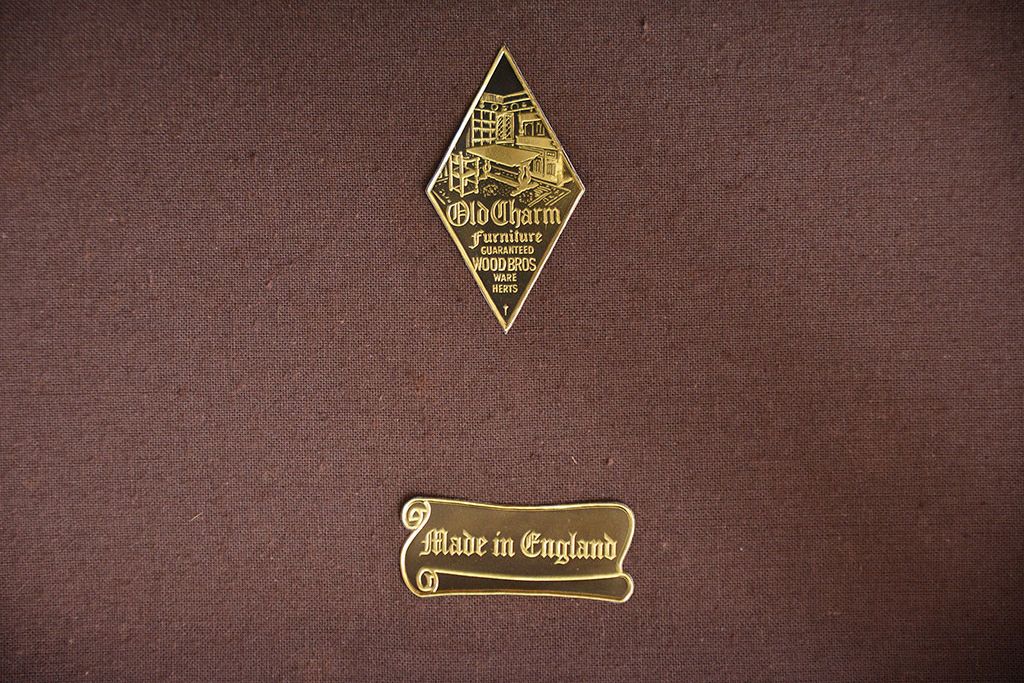 Old Charm
Furniture
GUARANTEED
WOOD BROS
WARE
HERTS
Made in England